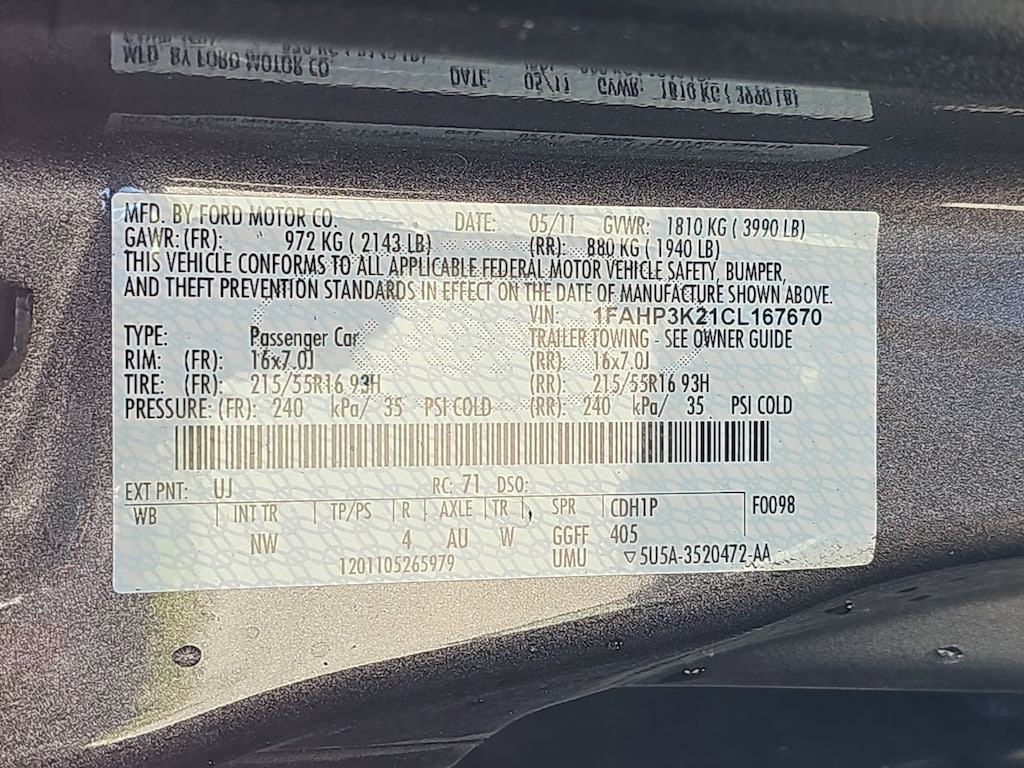 MFD. BY FORD MOTOR CO. DATE: 05/11 GVWR: 1810 KG ( 3990 LB)
GAWR: (FR): 972 KG ( 2143 LB) (RR): 880 KG ( 1940 LB)
THIS VEHICLE CONFORMS TO ALL APPLICABLE FEDERAL MOTOR VEHICLE SAFETY, BUMPER,
AND THEFT PREVENTION STANDARDS IN EFFECT ON THE DATE OF MANUFACTURE SHOWN ABOVE.
VIN: 1FAHP3K21CL167670
TYPE: Passenger Car TRAILER TOWING - SEE OWNER GUIDE
RIM: (FR): 16x7.0J (RR): 16x7.0J
TIRE: (FR): 215/55R16 93H (RR): 215/55R16 93H
PRESSURE: (FR): 240 kPa/ 35 PSI COLD (RR): 240 kPa/ 35 PSI COLD
EXT PNT: UJ RC: 71 DSO:
WB INT TR TP/PS R AXLE TR SPR CDH1P F0098
NW 4 AU W GGFF 405
1201105265979 UMU ▽5U5A-3520472-AA